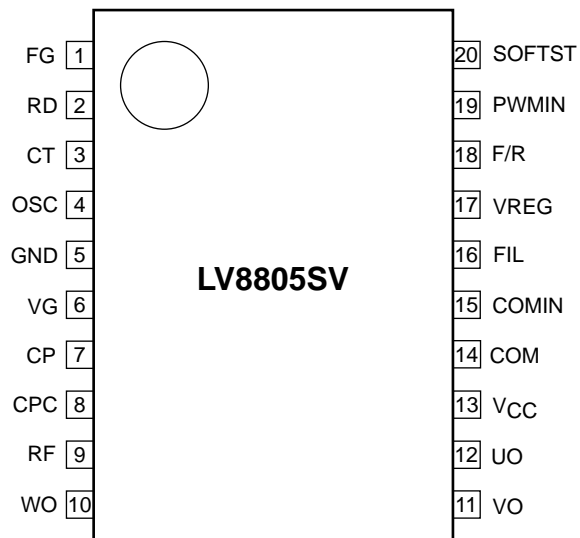 FG 1 20 SOFTST
RD 2 19 PWMIN
CT 3 18 F/R
OSC 4 17 VREG
GND 5 16 FIL
LV8805SV
VG 6 15 COMIN
CP 7 14 COM
CPC 8 13 VCC
RF 9 12 UO
WO 10 11 VO